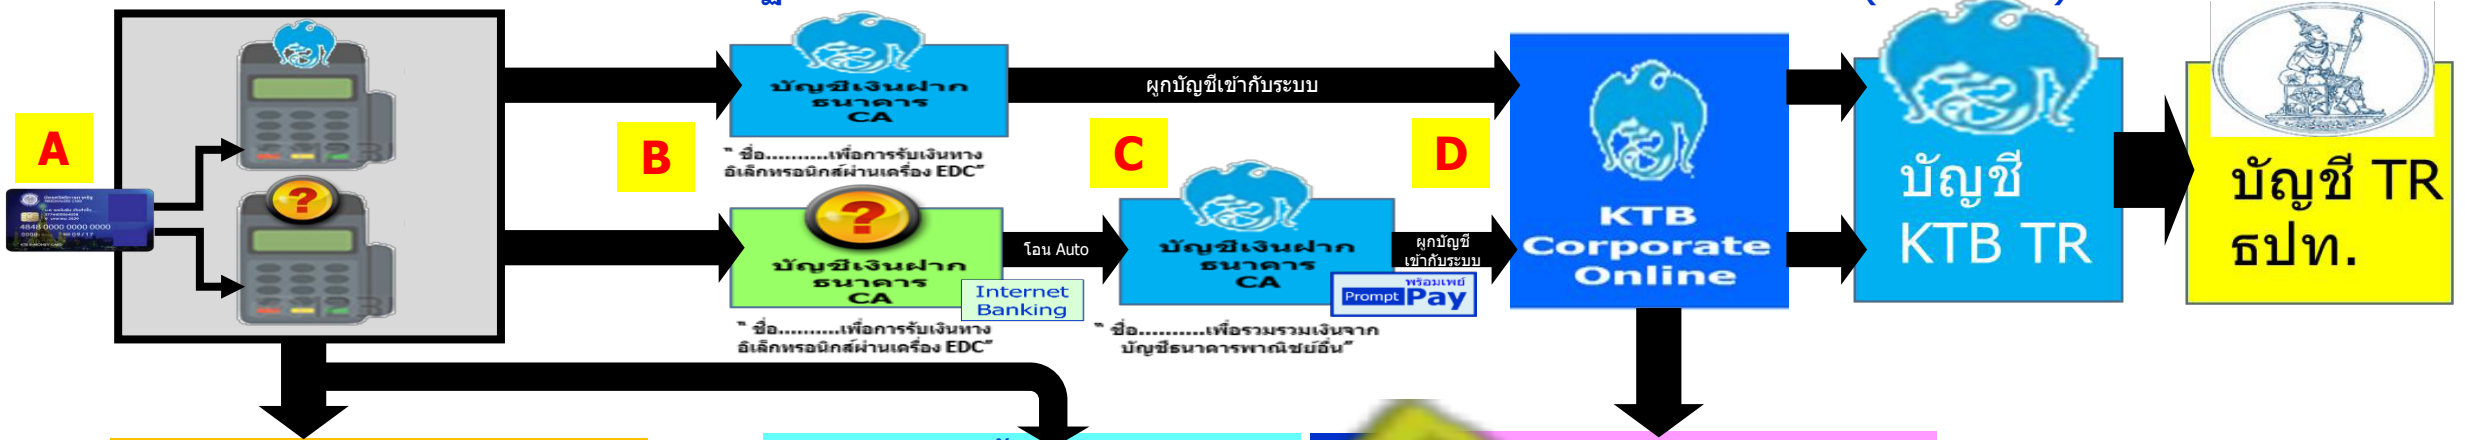 A
B
C
D
บัญชีเงินฝาก
ธนาคาร
CA
" ชื่อ..........เพื่อการรับเงินทาง
อิเล็กทรอนิกส์ผ่านเครื่อง EDC"
ผูกบัญชีเข้ากับระบบ
?
?
บัญชีเงินฝาก
ธนาคาร
CA
Internet
Banking
" ชื่อ..........เพื่อการรับเงินทาง
อิเล็กทรอนิกส์ผ่านเครื่อง EDC"
โอน Auto
บัญชีเงินฝาก
ธนาคาร
CA
พร้อมเพย์
Prompt Pay
" ชื่อ..........เพื่อรวมรวมเงินจาก
บัญชีธนาคารพาณิชย์อื่น"
ผูกบัญชี
เข้ากับระบบ
KTB
Corporate
Online
บัญชี
KTB TR
บัญชี TR
ธปท.
4848 0000 0000 0000